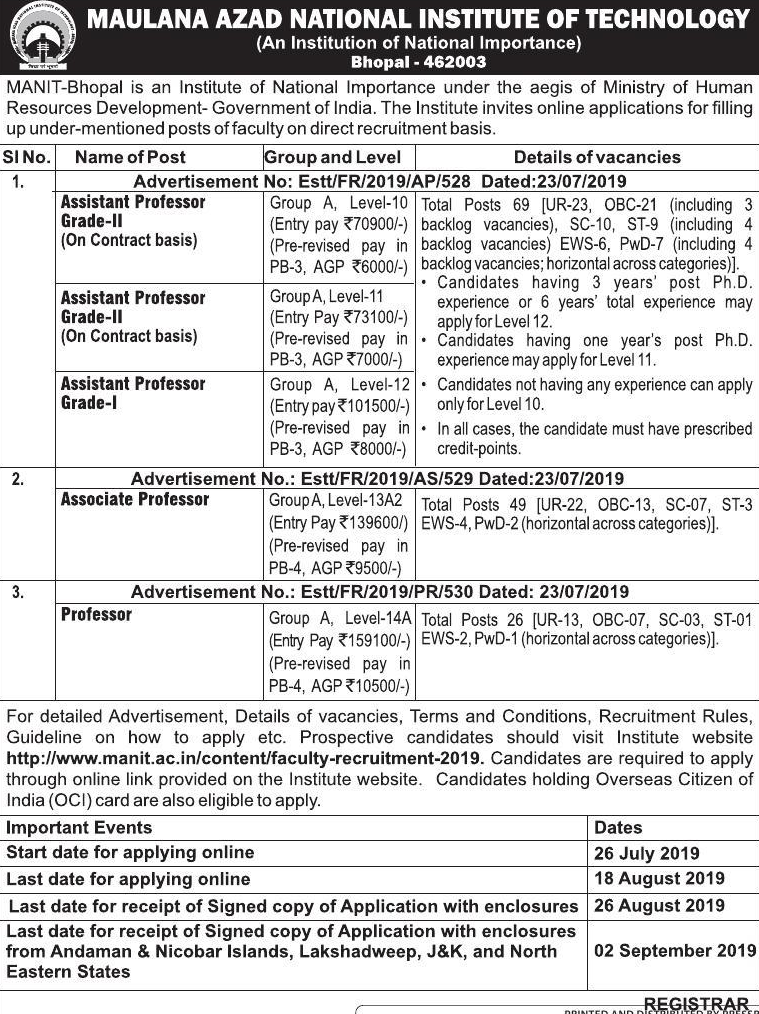 MAULANA AZAD NATIONAL INSTITUTE OF TECHNOLOGY
(An Institution of National Importance)
Bhopal - 462003
MANIT-Bhopal is an Institute of National Importance under the aegis of Ministry of Human
Resources Development- Government of India. The Institute invites online applications for filling
up under-mentioned posts of faculty on direct recruitment basis.
Sl No.
Name of Post
Group and Level
Details of vacancies
1.
Advertisement No: Estt/FR/2019/AP/528 Dated:23/07/2019
Assistant Professor
Grade-II
(On Contract basis)
Group A, Level-10
(Entry pay ₹70900/-)
(Pre-revised pay in
PB-3, AGP ₹6000/-)
Assistant Professor
Grade-II
(On Contract basis)
Group A, Level-11
(Entry Pay ₹73100/-)
(Pre-revised pay in
PB-3, AGP ₹7000/-)
Assistant Professor
Grade-I
Group A, Level-12
(Entry pay ₹101500/-)
(Pre-revised pay in
PB-3, AGP ₹8000/-)
Total Posts 69 [UR-23, OBC-21 (including 3
backlog vacancies), SC-10, ST-9 (including 4
backlog vacancies) EWS-6, PwD-7 (including 4
backlog vacancies; horizontal across categories)].
• Candidates having 3 years' post Ph.D.
experience or 6 years' total experience may
apply for Level 12.
• Candidates having one year's post Ph.D.
experience may apply for Level 11.
• Candidates not having any experience can apply
only for Level 10.
• In all cases, the candidate must have prescribed
credit-points.
2.
Advertisement No.: Estt/FR/2019/AS/529 Dated:23/07/2019
Associate Professor
Group A, Level-13A2
(Entry Pay ₹139600/)
(Pre-revised pay in
PB-4, AGP ₹9500/-)
Total Posts 49 [UR-22, OBC-13, SC-07, ST-3
EWS-4, PwD-2 (horizontal across categories)].
3.
Advertisement No.: Estt/FR/2019/PR/530 Dated: 23/07/2019
Professor
Group A, Level-14A
(Entry Pay ₹159100/-)
(Pre-revised pay in
PB-4, AGP ₹10500/-)
Total Posts 26 [UR-13, OBC-07, SC-03, ST-01
EWS-2, PwD-1 (horizontal across categories)].
For detailed Advertisement, Details of vacancies, Terms and Conditions, Recruitment Rules,
Guideline on how to apply etc. Prospective candidates should visit Institute website
http://www.manit.ac.in/content/faculty-recruitment-2019. Candidates are required to apply
through online link provided on the Institute website. Candidates holding Overseas Citizen of
India (OCI) card are also eligible to apply.
Important Events
Dates
Start date for applying online
26 July 2019
Last date for applying online
18 August 2019
Last date for receipt of Signed copy of Application with enclosures
26 August 2019
Last date for receipt of Signed copy of Application with enclosures
from Andaman & Nicobar Islands, Lakshadweep, J&K, and North
Eastern States
02 September 2019
REGISTRAR